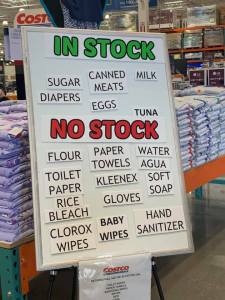 COSTCO
IN STOCK
SUGAR CANNED MEATS MILK
DIAPERS EGGS TUNA
NO STOCK
FLOUR PAPER TOWELS WATER AGUA
TOILET PAPER KLEENEX SOFT SOAP
RICE GLOVES
BLEACH
CLOROX WIPES BABY WIPES HAND SANITIZER
COSTCO